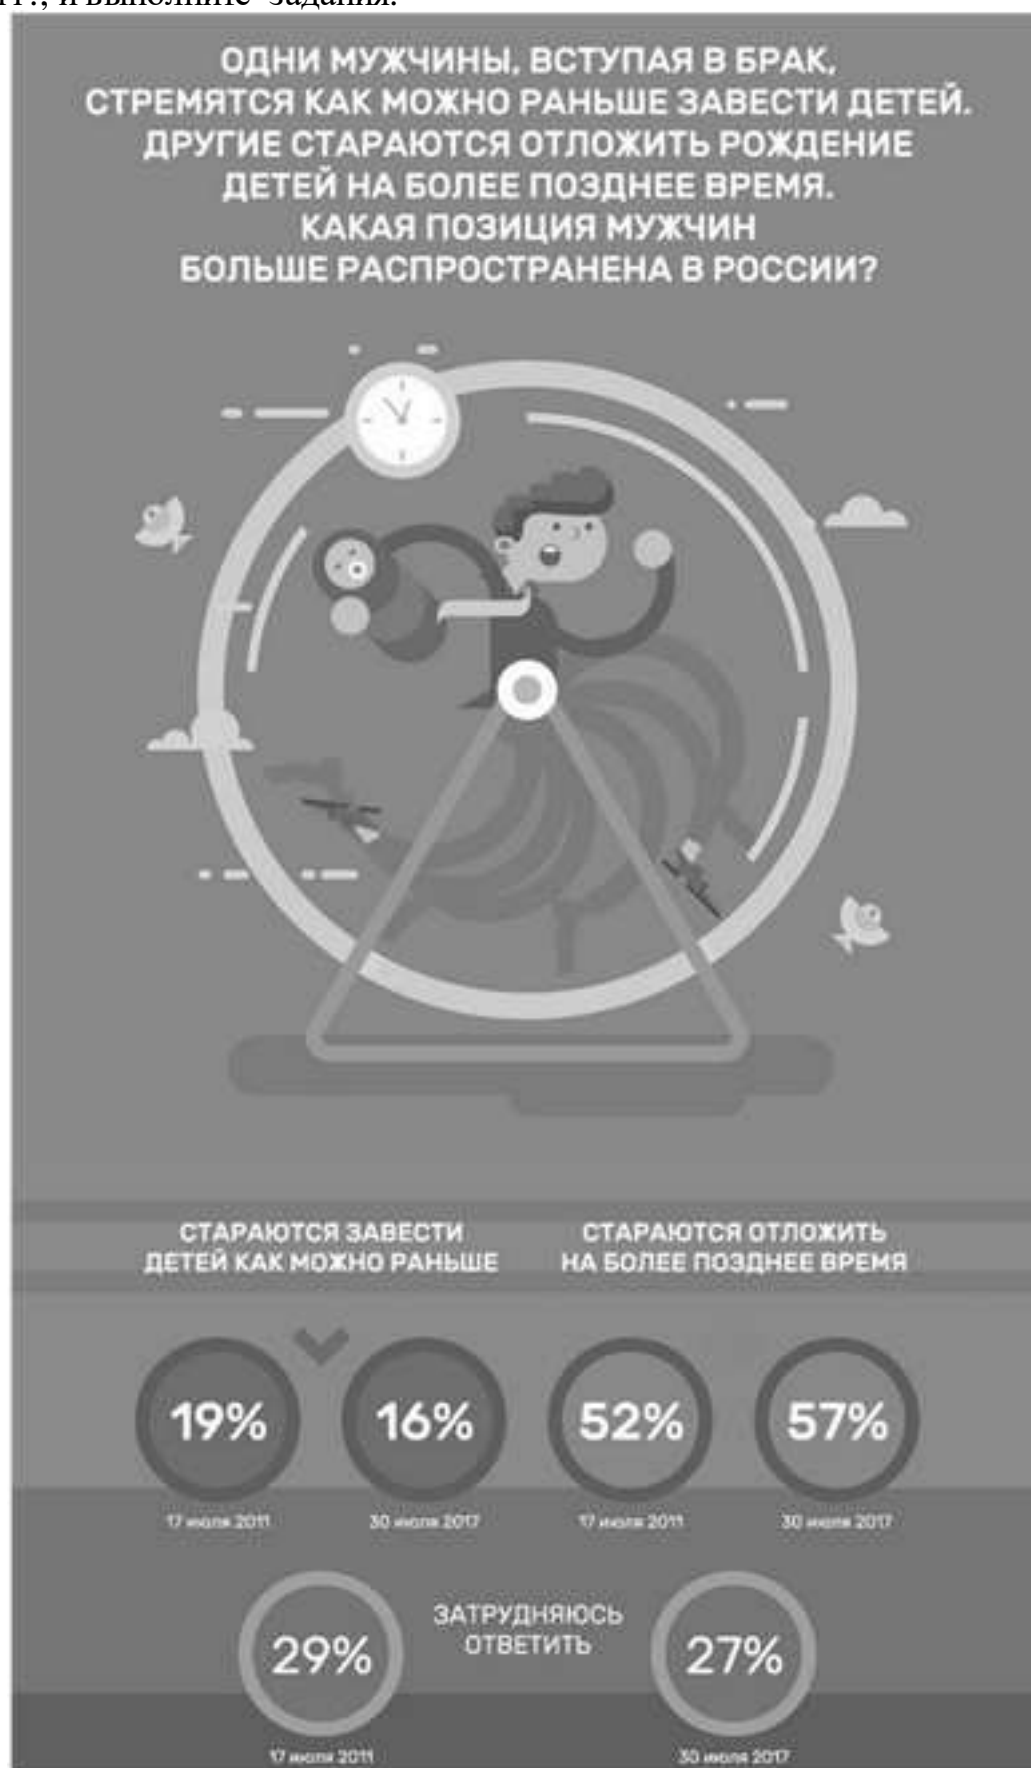 и выполните задания.
ОДНИ МУЖЧИНЫ, ВСТУПАЯ В БРАК,
СТРЕМЯТСЯ КАК МОЖНО РАНЬШЕ ЗАВЕСТИ ДЕТЕЙ.
ДРУГИЕ СТАРАЮТСЯ ОТЛОЖИТЬ РОЖДЕНИЕ
ДЕТЕЙ НА БОЛЕЕ ПОЗДНЕЕ ВРЕМЯ.
КАКАЯ ПОЗИЦИЯ МУЖЧИН
БОЛЬШЕ РАСПРОСТРАНЕНА В РОССИИ?
СТАРАЮТСЯ ЗАВЕСТИ
ДЕТЕЙ КАК МОЖНО РАНЬШЕ
СТАРАЮТСЯ ОТЛОЖИТЬ
НА БОЛЕЕ ПОЗДНЕЕ ВРЕМЯ
19% 16% 52% 57%
17 июля 2011 30 июля 2017 17 июля 2011 30 июля 2017
ЗАТРУДНЯЮСЬ
ОТВЕТИТЬ
29% 27%
17 июля 2011 30 июля 2017